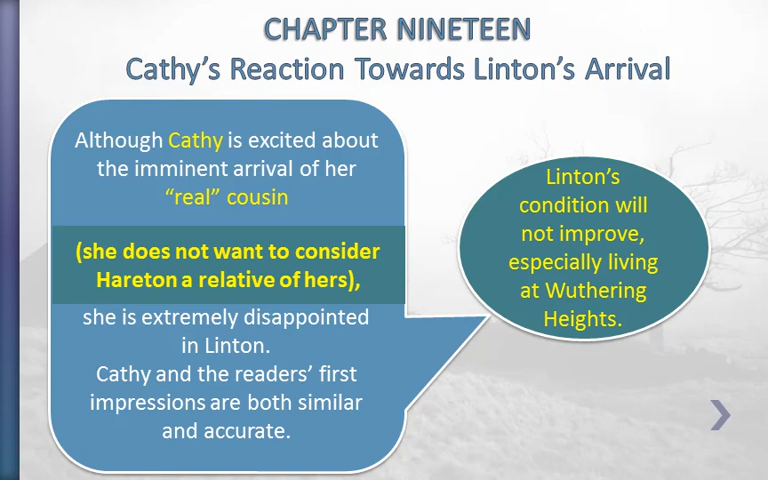 CHAPTER NINETEEN
Cathy’s Reaction Towards Linton’s Arrival
Although Cathy is excited about
the imminent arrival of her
“real” cousin
(she does not want to consider
Hareton a relative of hers),
she is extremely disappointed
in Linton.
Cathy and the readers’ first
impressions are both similar
and accurate.
Linton’s
condition will
not improve,
especially living
at Wuthering
Heights.